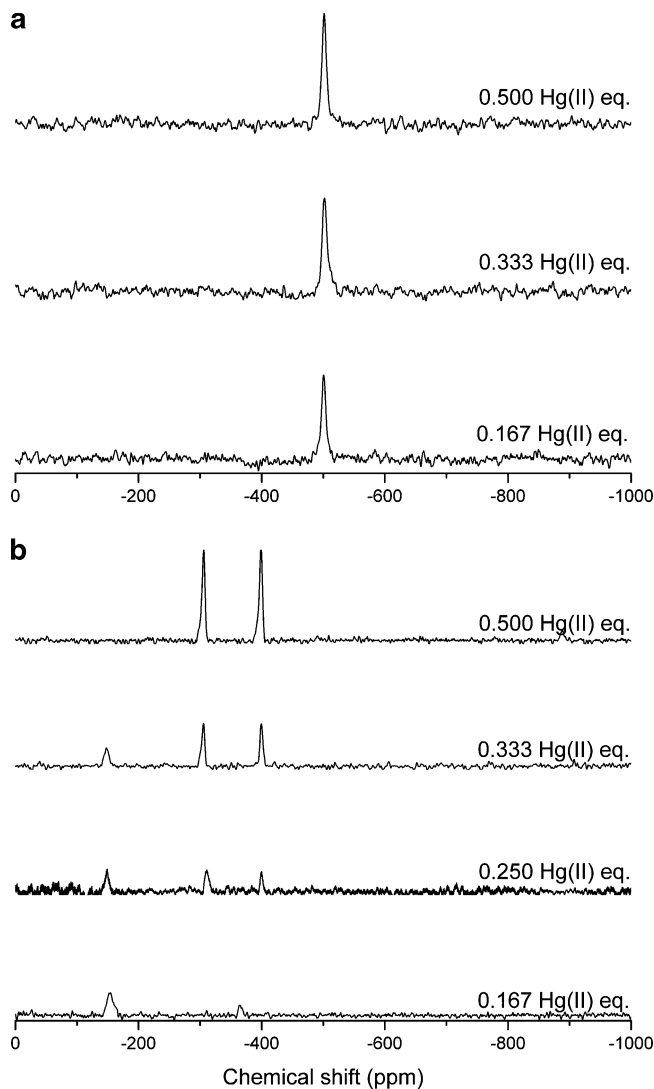 a
0.500 Hg(II) eq.
0.333 Hg(II) eq.
0.167 Hg(II) eq.
0 -200 -400 -600 -800 -1000
b
0.500 Hg(II) eq.
0.333 Hg(II) eq.
0.250 Hg(II) eq.
0.167 Hg(II) eq.
0 -200 -400 -600 -800 -1000
Chemical shift (ppm)